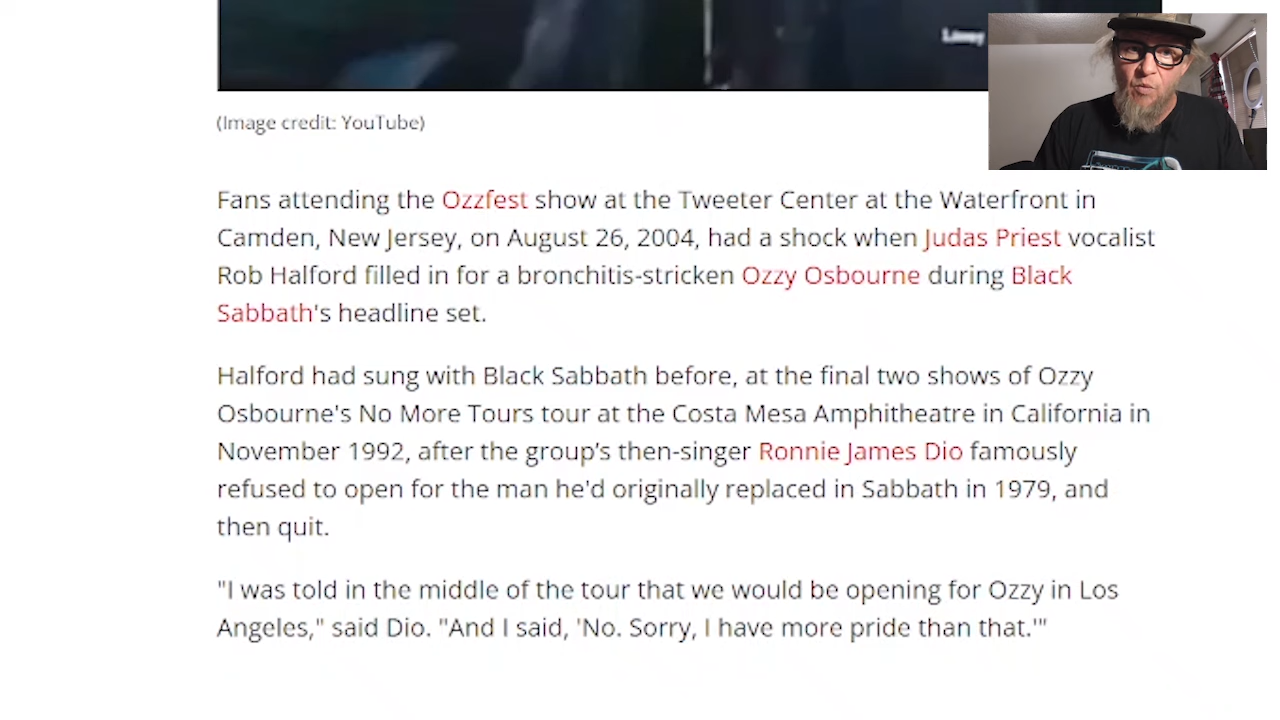 (Image credit: YouTube)
Fans attending the Ozzfest show at the Tweeter Center at the Waterfront in
Camden, New Jersey, on August 26, 2004, had a shock when Judas Priest vocalist
Rob Halford filled in for a bronchitis-stricken Ozzy Osbourne during Black
Sabbath's headline set.
Halford had sung with Black Sabbath before, at the final two shows of Ozzy
Osbourne's No More Tours tour at the Costa Mesa Amphitheatre in California in
November 1992, after the group's then-singer Ronnie James Dio famously
refused to open for the man he'd originally replaced in Sabbath in 1979, and
then quit.
"I was told in the middle of the tour that we would be opening for Ozzy in Los
Angeles," said Dio. "And I said, 'No. Sorry, I have more pride than that.'"